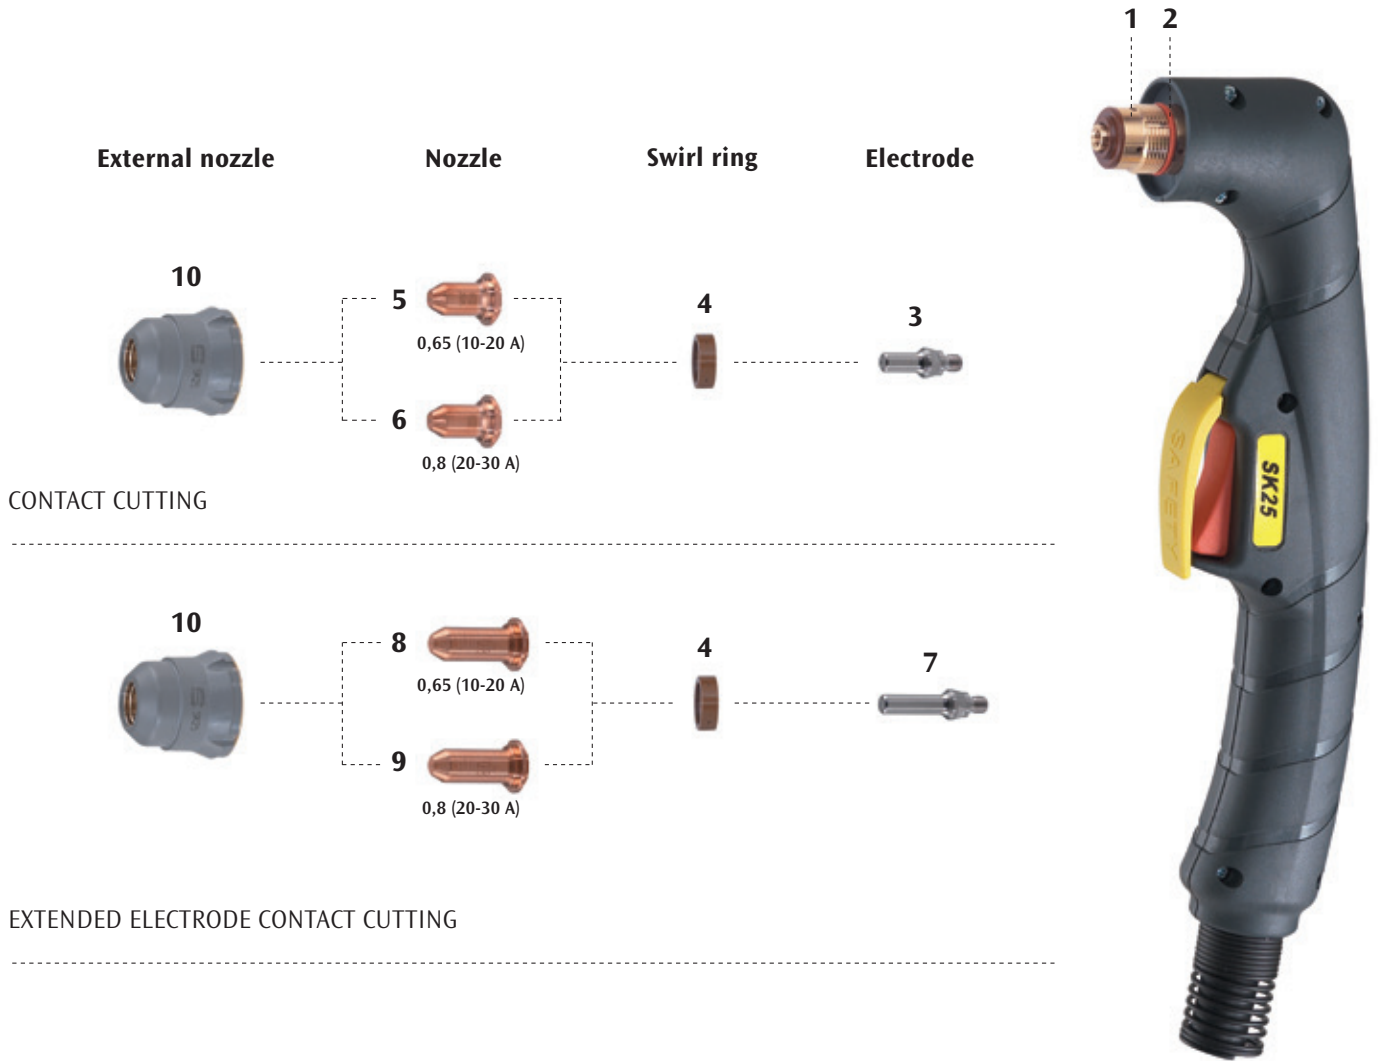 1 2
External nozzle Nozzle Swirl ring Electrode
10
5
0,65 (10-20 A)
6
0,8 (20-30 A)
4
3
CONTACT CUTTING
10
8
0,65 (10-20 A)
9
0,8 (20-30 A)
4
7
EXTENDED ELECTRODE CONTACT CUTTING
SAFETY
SK25